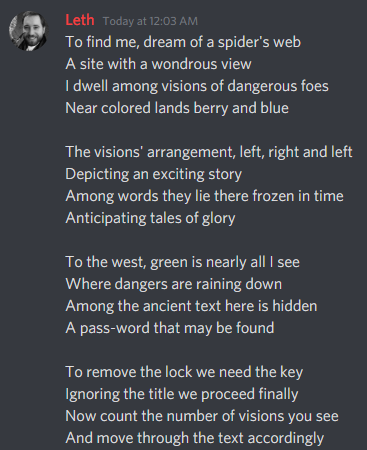 Leth Today at 12:03 AM
To find me, dream of a spider's web
A site with a wondrous view
I dwell among visions of dangerous foes
Near colored lands berry and blue
The visions' arrangement, left, right and left
Depicting an exciting story
Among words they lie there frozen in time
Anticipating tales of glory
To the west, green is nearly all I see
Where dangers are raining down
Among the ancient text here is hidden
A pass-word that may be found
To remove the lock we need the key
Ignoring the title we proceed finally
Now count the number of visions you see
And move through the text accordingly